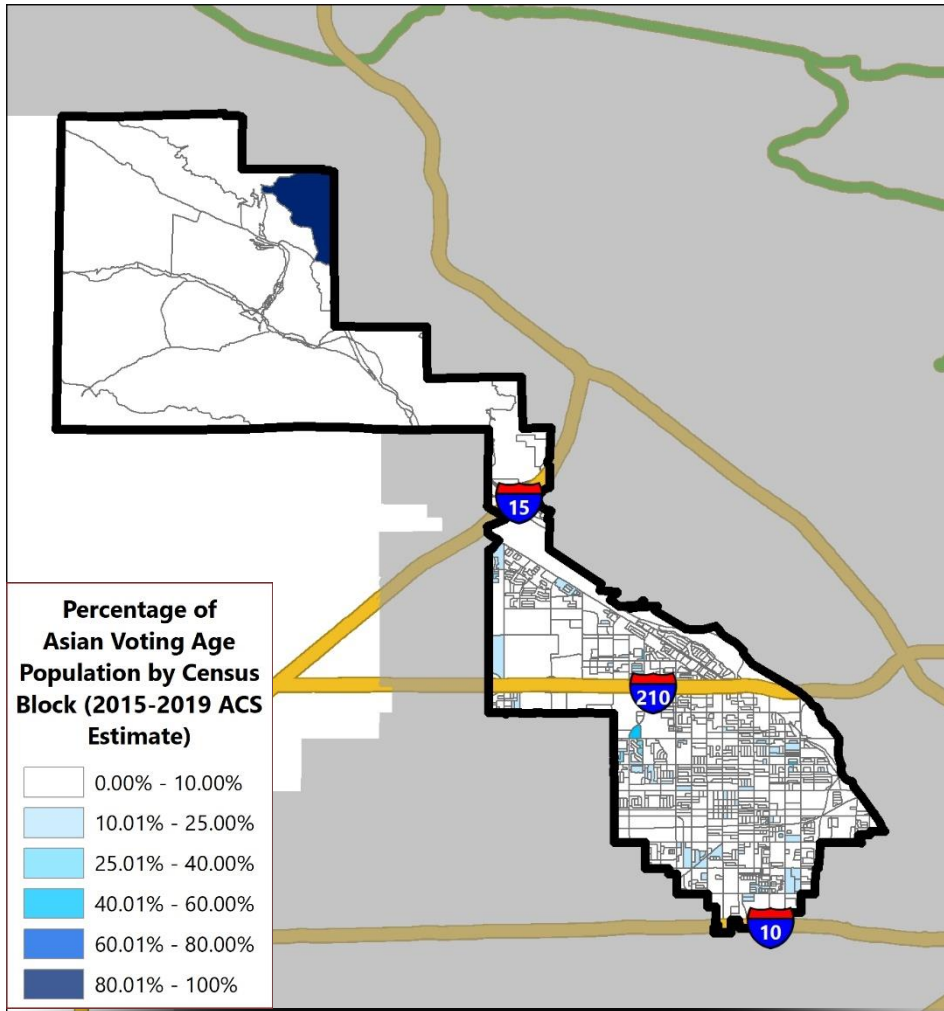 15
Percentage of
Asian Voting Age
Population by Census
Block (2015-2019 ACS
Estimate)
0.00% - 10.00%
10.01% - 25.00%
25.01% - 40.00%
40.01% - 60.00%
60.01% - 80.00%
80.01% - 100%
210
10